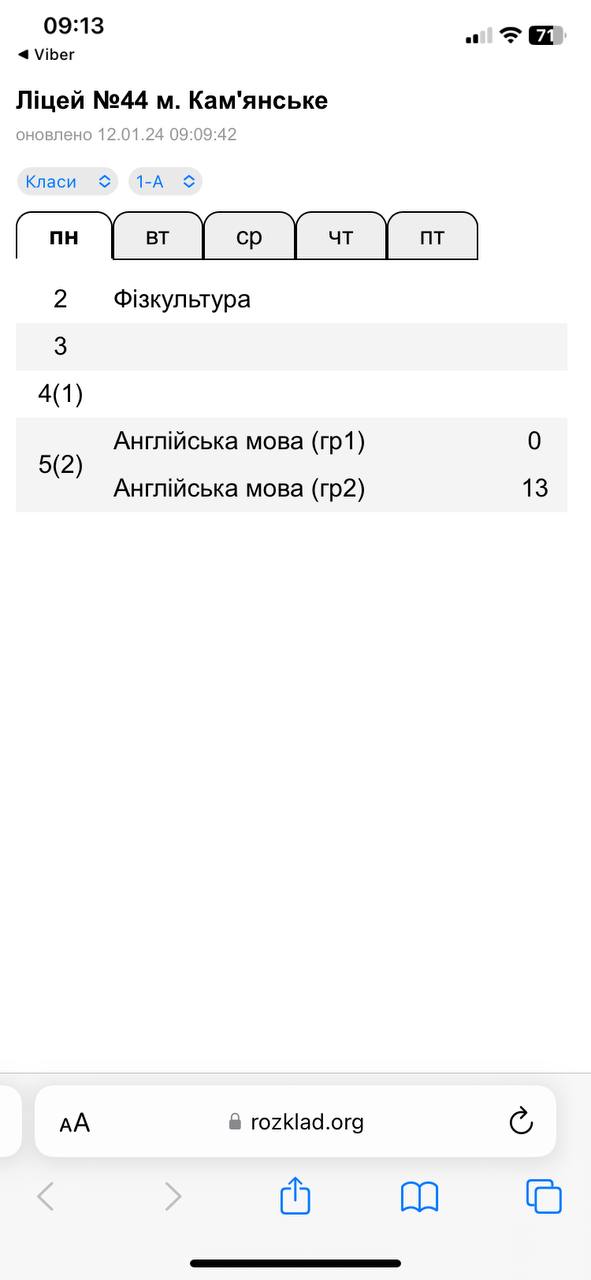 09:13
71
◀ Viber
Ліцей №44 м. Кам'янське
оновлено 12.01.24 09:09:42
Класи 1-А
пн вт ср чт пт
2 Фізкультура
3
4(1)
5(2)
Англійська мова (гр1) 0
Англійська мова (гр2) 13
AA rozklad.org